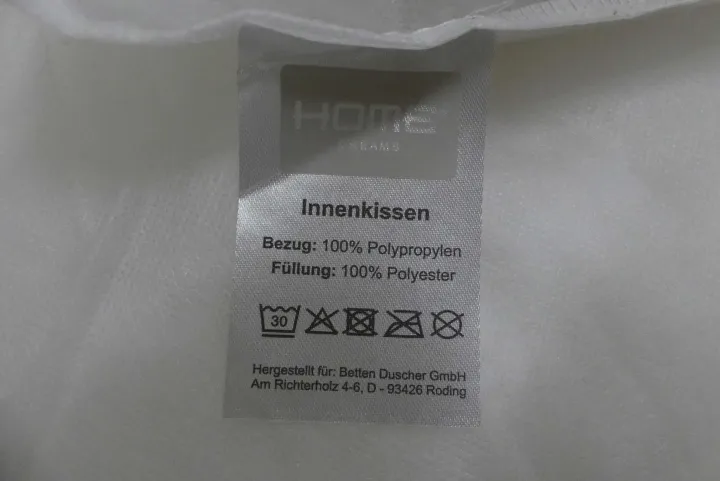 HOME
DREAMS
Innenkissen
Bezug: 100% Polypropylen
Füllung: 100% Polyester
30
Hergestellt für: Betten Duscher GmbH
Am Richterholz 4-6, D - 93426 Roding